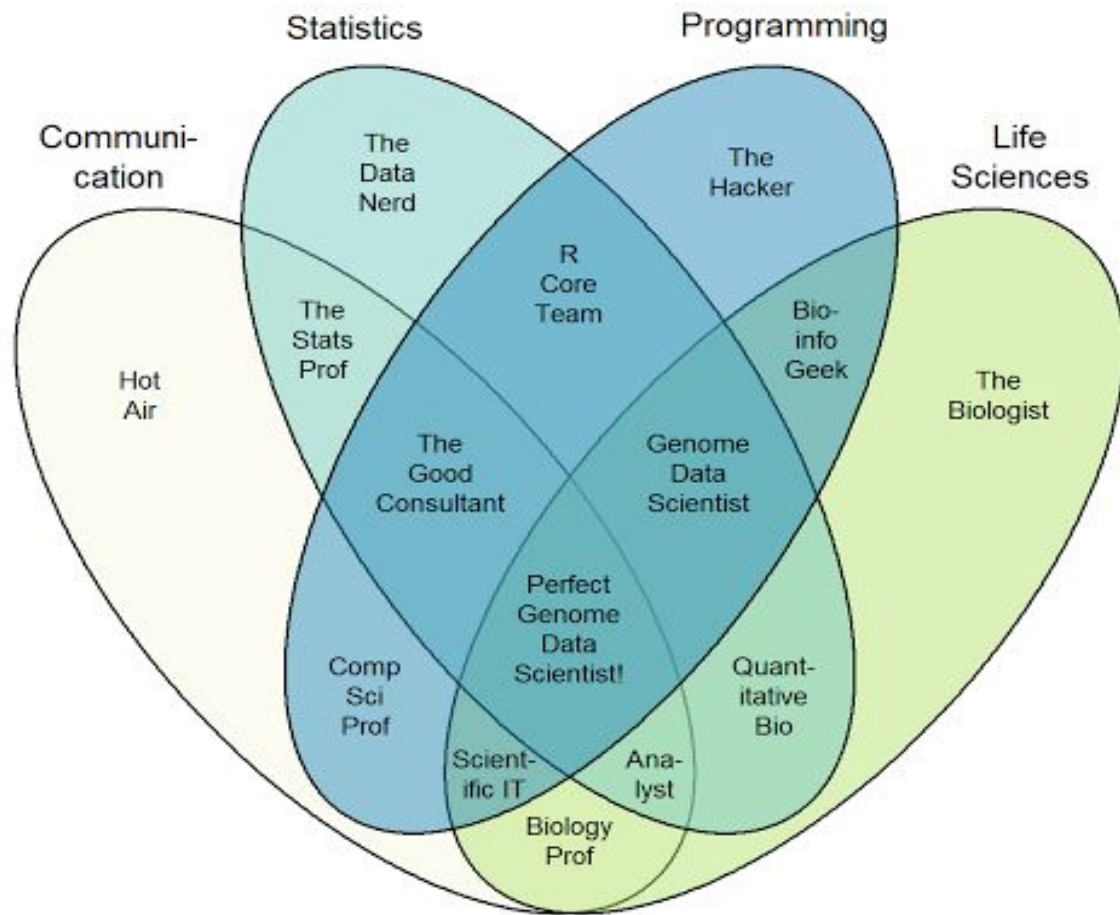 Statistics
Programming
Communi-
cation
Life
Sciences
The
Data
Nerd
The
Hacker
R
Core
Team
The
Stats
Prof
Bio-
info
Geek
Hot
Air
The
Biologist
The
Good
Consultant
Genome
Data
Scientist
Perfect
Genome
Data
Scientist!
Comp
Sci
Prof
Quant-
itative
Bio
Scient-
ific IT
Ana-
lyst
Biology
Prof